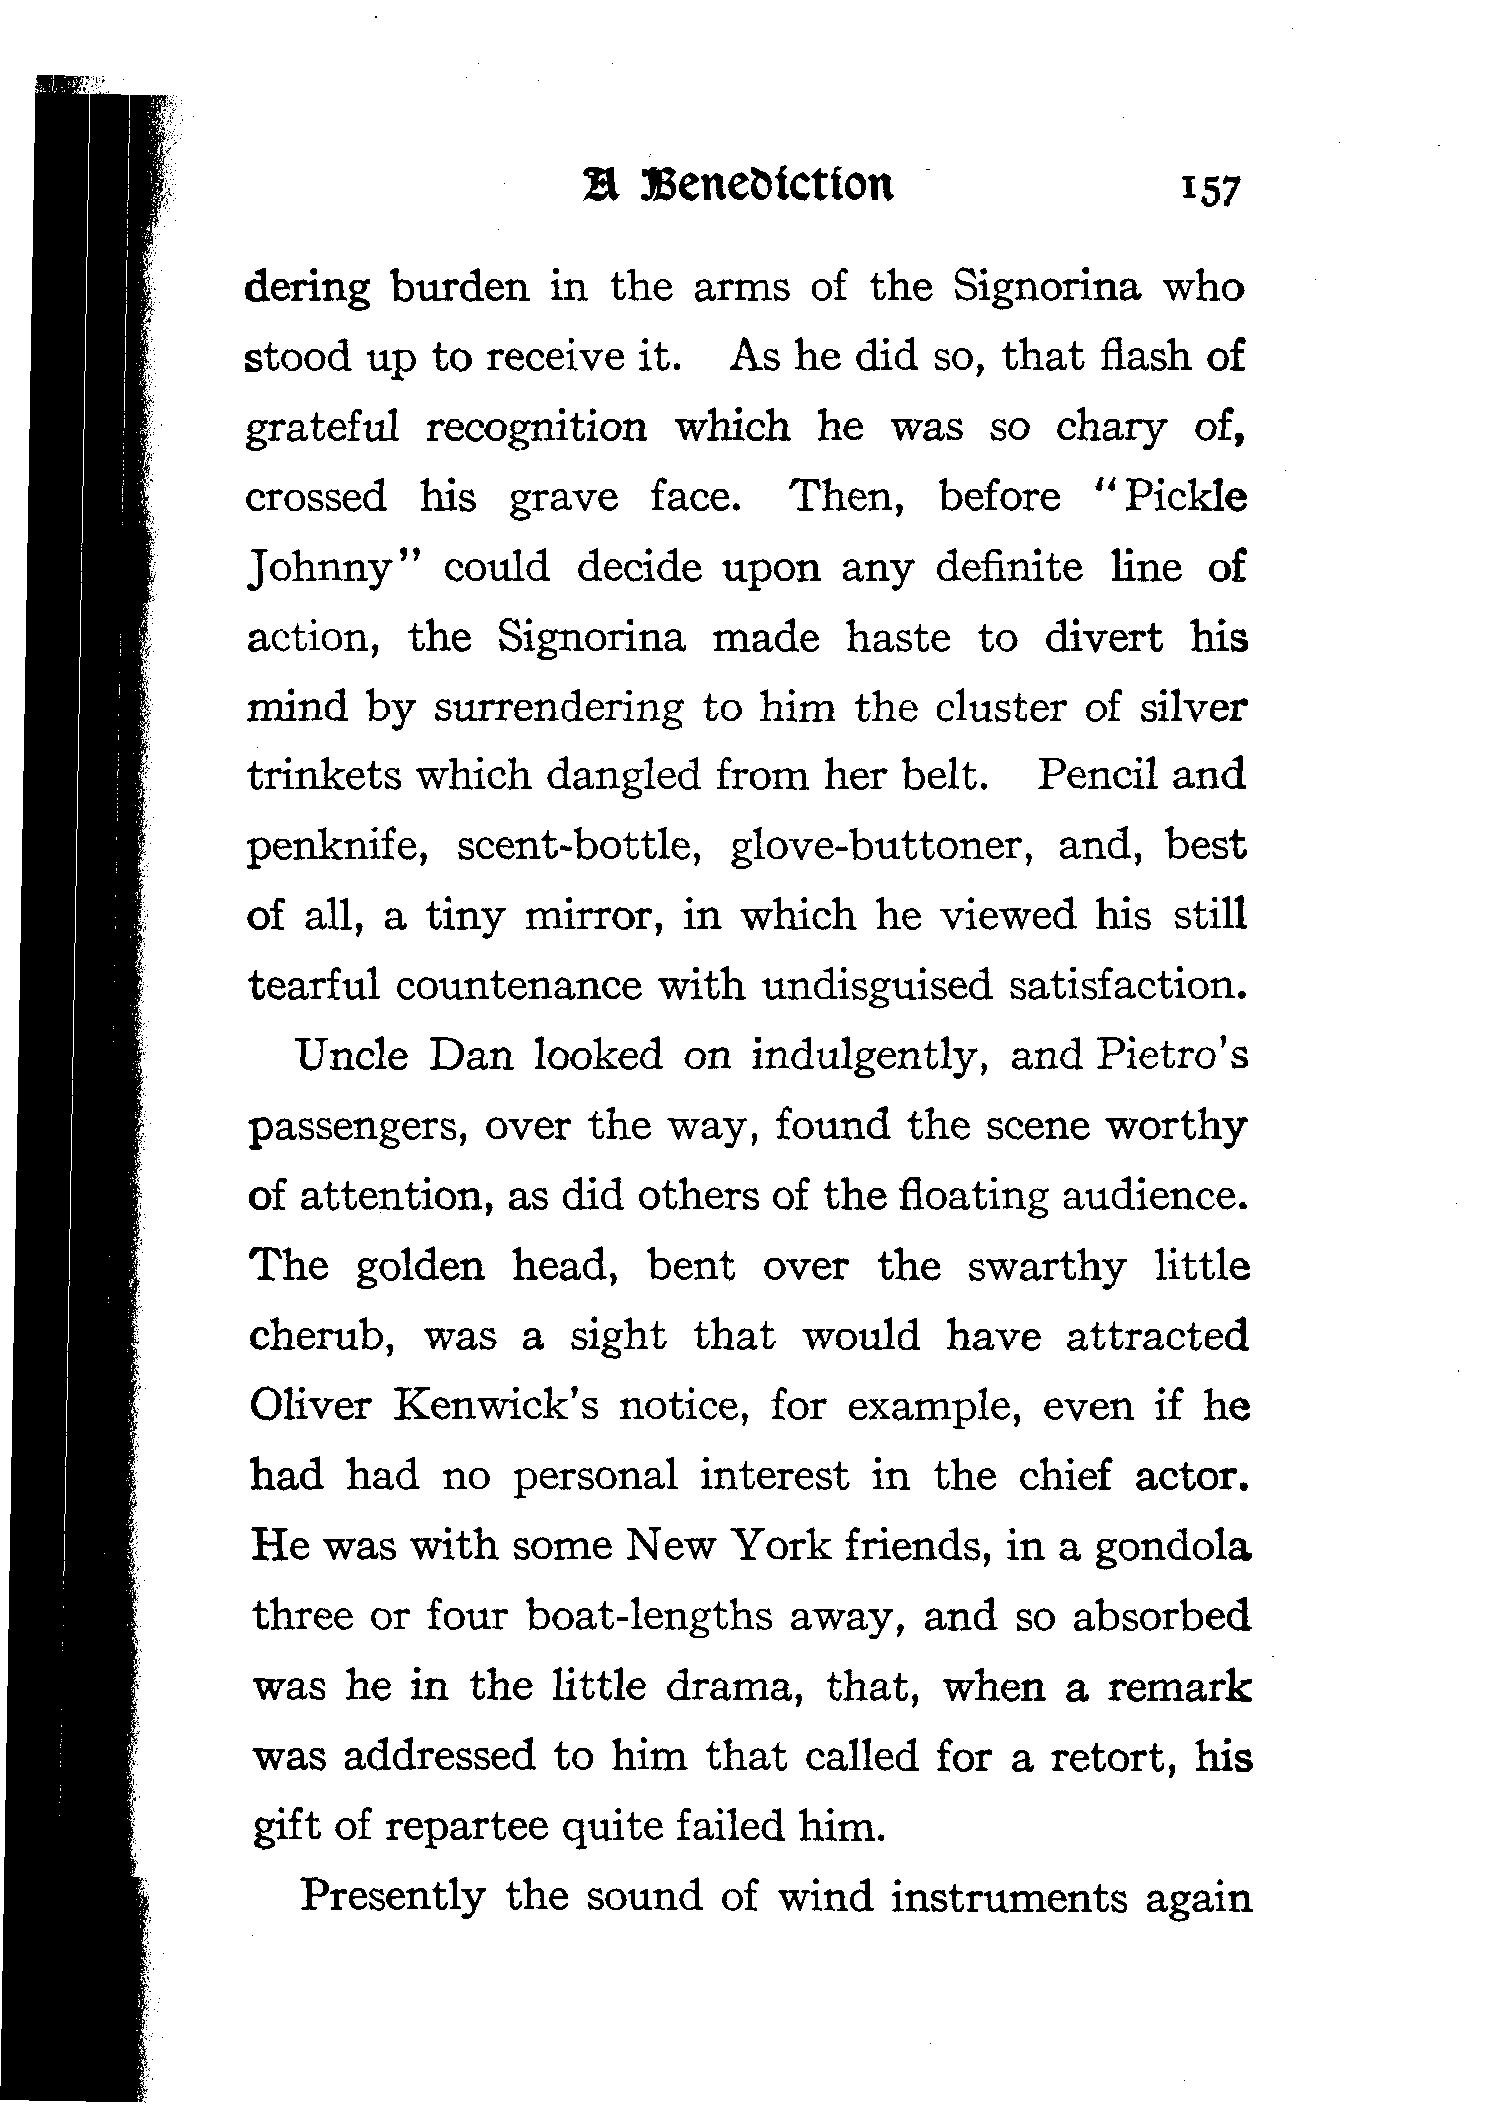 A Benediction 157
dering burden in the arms of the Signorina who
stood up to receive it. As he did so, that flash of
grateful recognition which he was so chary of,
crossed his grave face. Then, before "Pickle
Johnny" could decide upon any definite line of
action, the Signorina made haste to divert his
mind by surrendering to him the cluster of silver
trinkets which dangled from her belt. Pencil and
penknife, scent-bottle, glove-buttoner, and, best
of all, a tiny mirror, in which he viewed his still
tearful countenance with undisguised satisfaction.
Uncle Dan looked on indulgently, and Pietro's
passengers, over the way, found the scene worthy
of attention, as did others of the floating audience.
The golden head, bent over the swarthy little
cherub, was a sight that would have attracted
Oliver Kenwick's notice, for example, even if he
had had no personal interest in the chief actor.
He was with some New York friends, in a gondola
three or four boat-lengths away, and so absorbed
was he in the little drama, that, when a remark
was addressed to him that called for a retort, his
gift of repartee quite failed him.
Presently the sound of wind instruments again